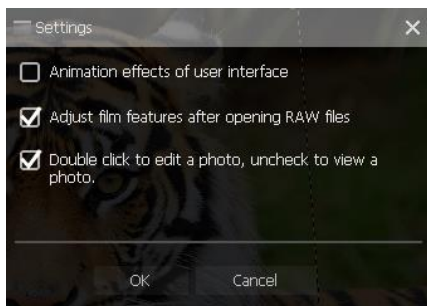 Settings
Animation effects of user interface
Adjust film features after opening RAW files
Double click to edit a photo, uncheck to view a
photo.
OK
Cancel